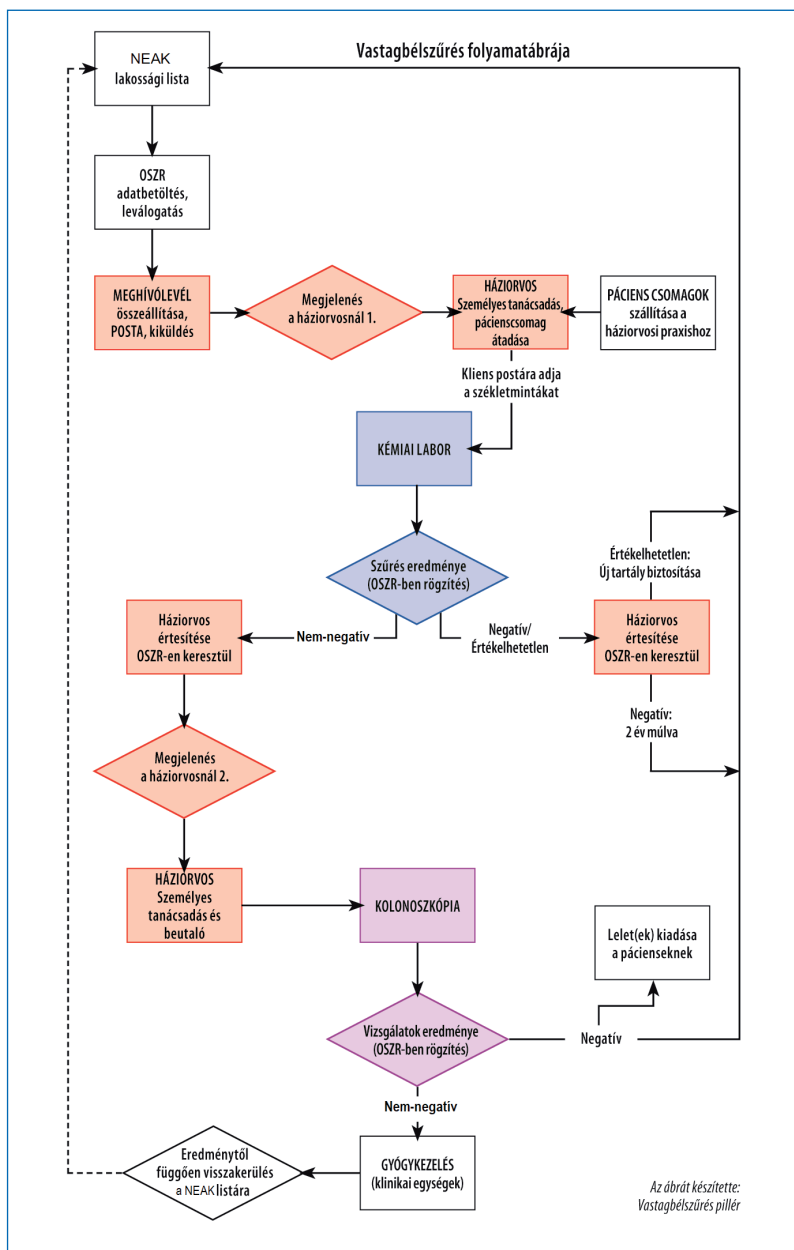 Vastagbélszűrés folyamatábrája
NEAK
lakossági lista
OSZR
adatbetöltés,
leválogatás
MEGHÍVÓLEVÉL
összeállítása,
POSTA, kiküldés
Megjelenés
a háziorvosnál 1.
HÁZIORVOS
Személyes tanácsadás,
páciencsomag
átadása
PÁCIENS CSOMAGOK
szállítása a
háziorvosi praxishoz
Kliens postára adja
a székletmintákat
KÉMIAI LABOR
Szűrés eredménye
(OSZR-ben rögzítés)
Értékelhetetlen:
Új tartály biztosítása
Háziorvos
értesítése
OSZR-en keresztül
Nem-negativ
Negatív/
Értékelhetetlen
Háziorvos
értesítése
OSZR-en keresztül
Negatív:
2 év múlva
Megjelenés
a háziorvosnál 2.
HÁZIORVOS
Személyes
tanácsadás és
beutaló
KOLONOSZKÓPIA
Lelet(ek) kiadása
a pácienseknek
Vizsgálatok eredménye
(OSZR-ben rögzítés)
Negatív
Nem-negativ
Eredménytől
függően visszakerülés
a NEAK listára
GYÓGYKEZELÉS
(klinikai egységek)
Az ábrát készítette:
Vastagbélszűrés pillér